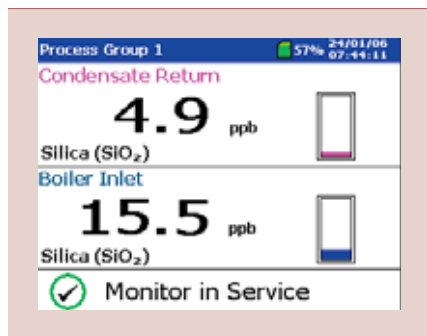 Process Group 1 57% 24/01/06 07:44:11
Condensate Return
4.9 ppb
Silica (SiO₂)
Boiler Inlet
15.5 ppb
Silica (SiO₂)
Monitor in Service